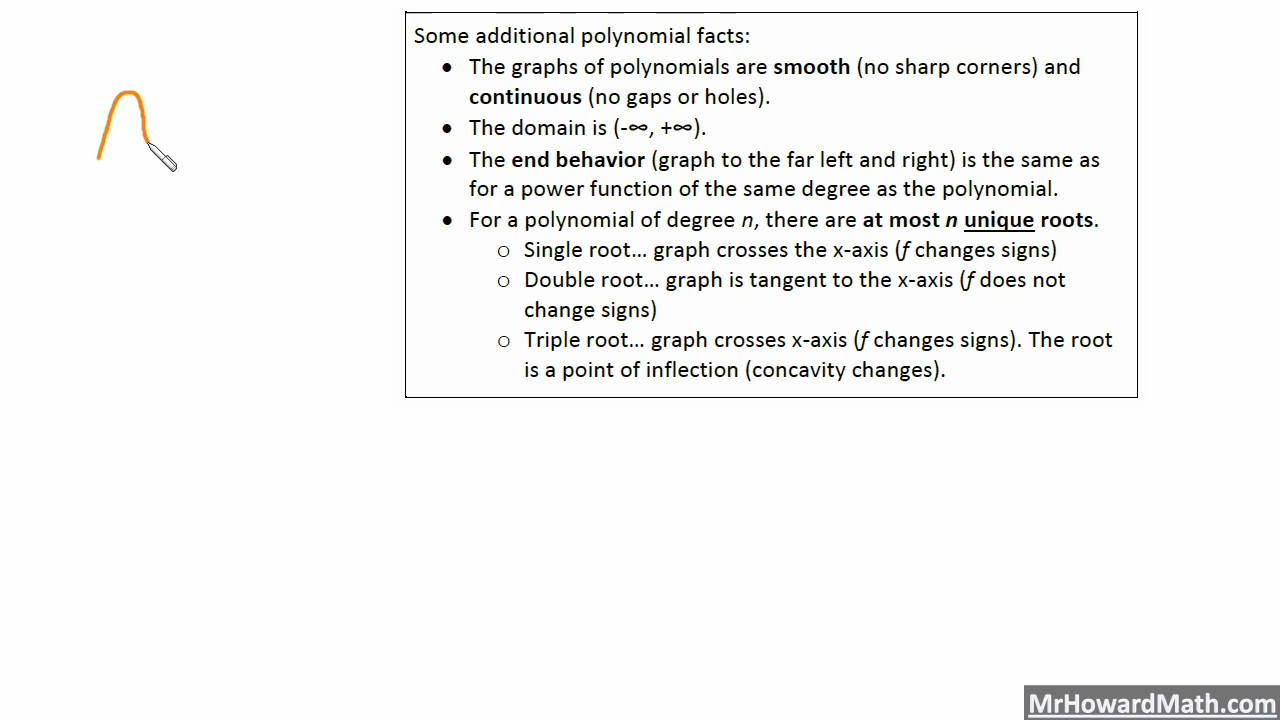 Some additional polynomial facts:
• The graphs of polynomials are smooth (no sharp corners) and
continuous (no gaps or holes).
• The domain is (-∞, +∞).
• The end behavior (graph to the far left and right) is the same as
for a power function of the same degree as the polynomial.
• For a polynomial of degree n, there are at most n unique roots.
o Single root... graph crosses the x-axis (f changes signs)
o Double root... graph is tangent to the x-axis (f does not
change signs)
o Triple root... graph crosses x-axis (f changes signs). The root
is a point of inflection (concavity changes).
MrHowardMath.com